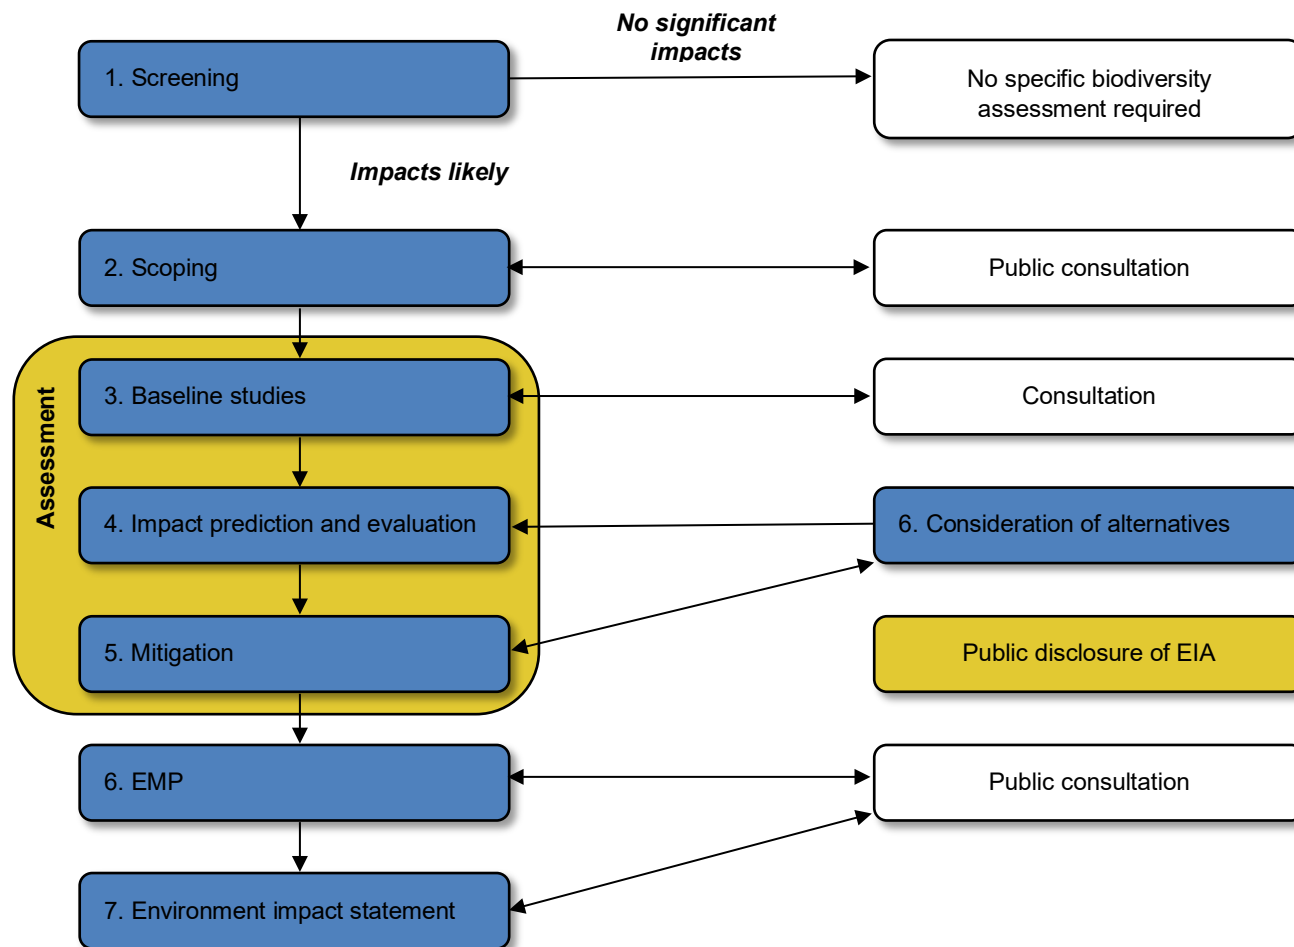 No significant
impacts
1. Screening
No specific biodiversity
assessment required
Impacts likely
2. Scoping
Public consultation
Assessment
3. Baseline studies
Consultation
4. Impact prediction and evaluation
6. Consideration of alternatives
5. Mitigation
Public disclosure of EIA
6. EMP
Public consultation
7. Environment impact statement